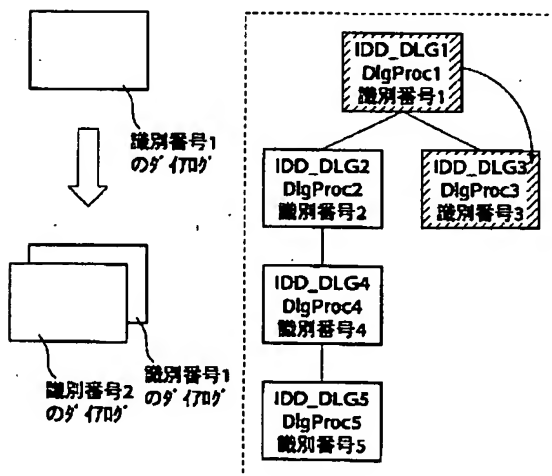 識別番号1
のダイアログ
識別番号2
のダイアログ
識別番号1
のダイアログ
IDD_DLG1
DlgProc1
識別番号1
IDD_DLG2
DlgProc2
識別番号2
IDD_DLG3
DlgProc3
識別番号3
IDD_DLG4
DlgProc4
識別番号4
IDD_DLG5
DlgProc5
識別番号5